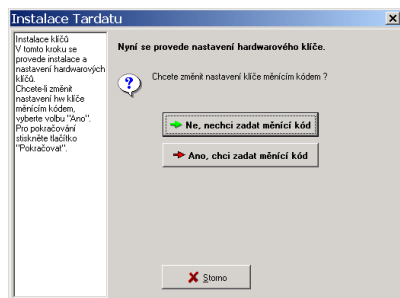 Instalace Tardatu
Instalace klíčů
V tomto kroku se
provede instalace a
nastavení hardwarových
klíčů.
Chcete-li změnit
nastavení hw klíče
měnícím kódem,
vyberte volbu "Ano".
Pro pokračování
stiskněte tlačítko
"Pokračovat".
Nyní se provede nastavení hardwarového klíče.
Chcete změnit nastavení klíče měnícím kódem ?
Ne, nechci zadat měnící kód
Ano, chci zadat měnící kód
Storno